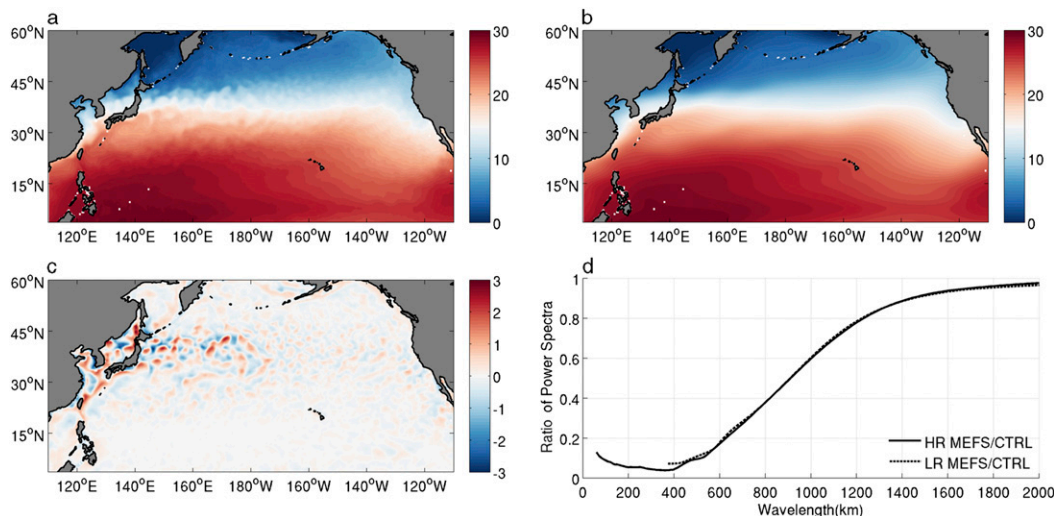 a
60°N
45°N
30°N
15°N
120°E 140°E 160°E 180°W 160°W 140°W 120°W
30
20
10
0
b
60°N
45°N
30°N
15°N
120°E 140°E 160°E 180°W 160°W 140°W 120°W
30
20
10
0
c
60°N
45°N
30°N
15°N
120°E 140°E 160°E 180°W 160°W 140°W 120°W
3
2
1
0
-1
-2
-3
d
Ratio of Power Spectra
1
0.8
0.6
0.4
0.2
0
0 200 400 600 800 1000 1200 1400 1600 1800 2000
Wavelength(km)
HR MEFS/CTRL
LR MEFS/CTRL